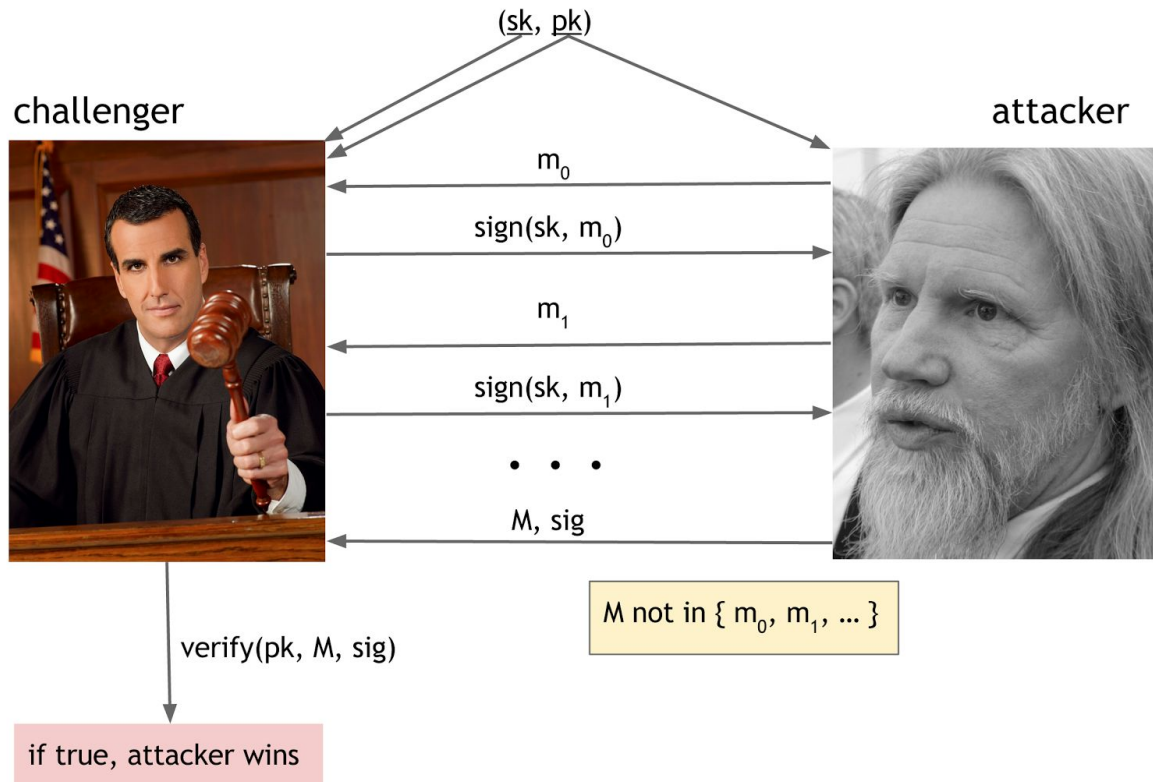 (sk, pk)
challenger
attacker
m₀
sign(sk, m₀)
m₁
sign(sk, m₁)
. . .
M, sig
M not in { m₀, m₁, … }
verify(pk, M, sig)
if true, attacker wins